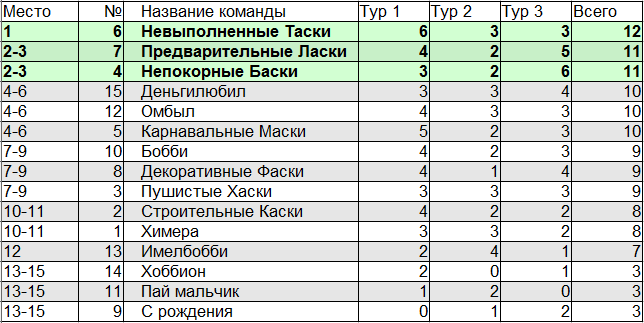 Место № Название команды Тур 1 Тур 2 Тур 3 Всего
1 6 Невыполненные Таски 6 3 3 12
2-3 7 Предварительные Ласки 4 2 5 11
2-3 4 Непокорные Баски 3 2 6 11
4-6 15 Деньгилюбил 3 3 4 10
4-6 12 Омбыл 4 3 3 10
4-6 5 Карнавальные Маски 5 2 3 10
7-9 10 Бобби 4 2 3 9
7-9 8 Декоративные Фаски 4 1 4 9
7-9 3 Пушистые Хаски 3 3 3 9
10-11 2 Строительные Каски 4 2 2 8
10-11 1 Химера 3 3 2 8
12 13 Имелбобби 2 4 1 7
13-15 14 Хоббион 2 0 1 3
13-15 11 Пай мальчик 1 2 0 3
13-15 9 С рождения 0 1 2 3